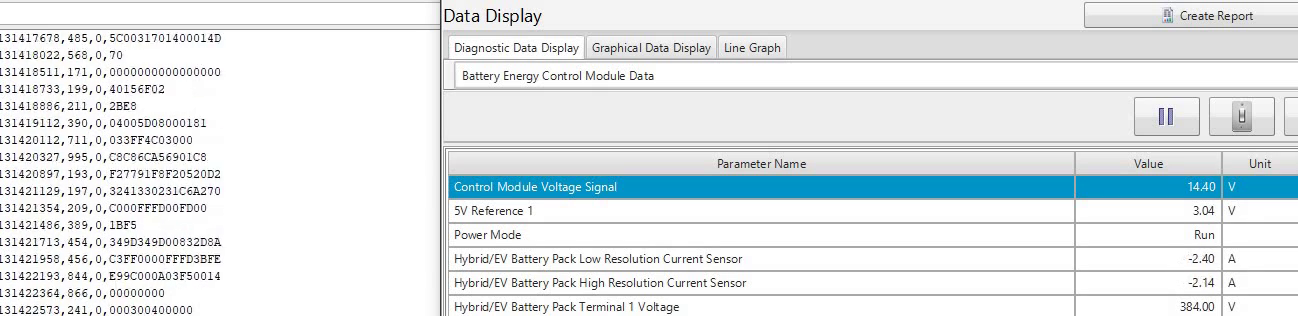 131417678,485,0,5C0031701400014D
131418022,568,0,70
131418511,171,0,0000000000000000
131418733,199,0,40156F02
131418886,211,0,2BE8
131419112,390,0,04005D08000181
131420112,711,0,033FF4C03000
131420327,995,0,C8C86CA56901C8
131420897,193,0,F27791F8F20520D2
131421129,197,0,3241330231C6A270
131421354,209,0,C000FFFD00FD00
131421486,389,0,1BF5
131421713,454,0,349D349D00832D8A
131421958,456,0,C3FF0000FFFD3BFE
131422193,844,0,E99C000A03F50014
131422364,866,0,00000000
131422573,241,0,000300400000
Data Display
Create Report
Diagnostic Data Display Graphical Data Display Line Graph
Battery Energy Control Module Data
Parameter Name Value Unit
Control Module Voltage Signal 14.40 V
5V Reference 1 3.04 V
Power Mode Run
Hybrid/EV Battery Pack Low Resolution Current Sensor -2.40 A
Hybrid/EV Battery Pack High Resolution Current Sensor -2.14 A
Hybrid/EV Battery Pack Terminal 1 Voltage 384.00 V